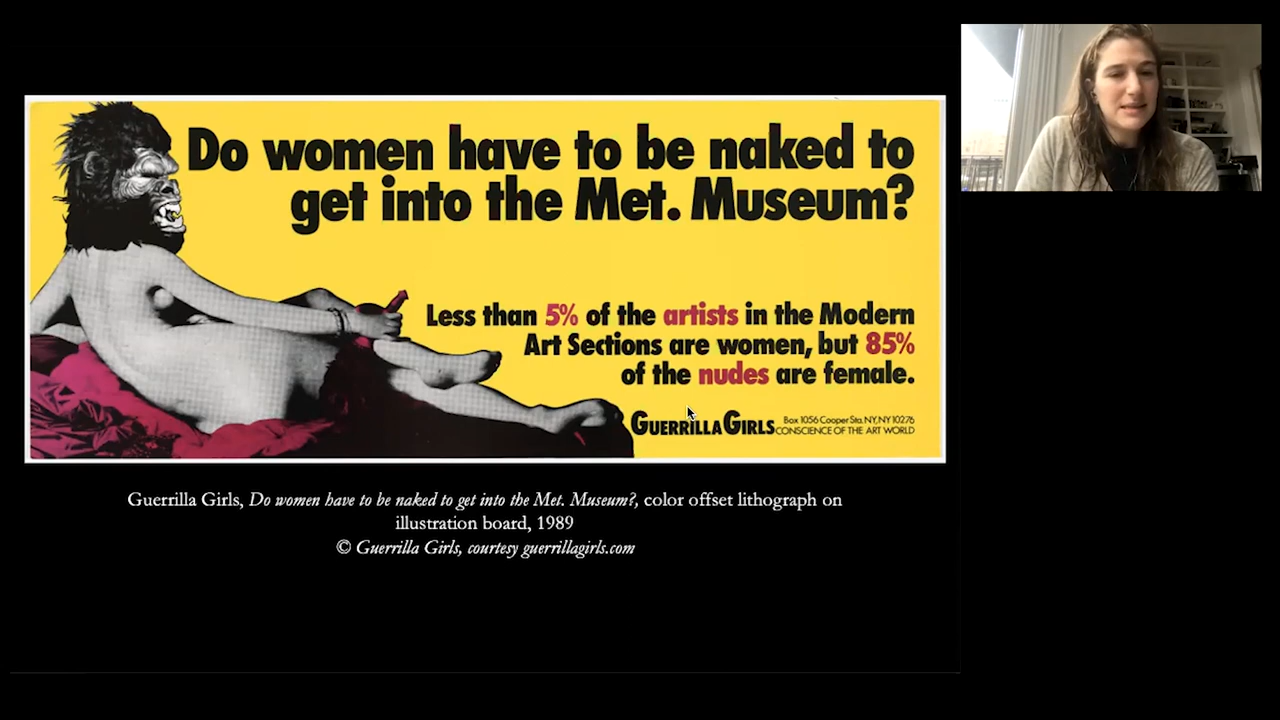 Do women have to be naked to
get into the Met. Museum?
Less than 5% of the artists in the Modern
Art Sections are women, but 85%
of the nudes are female.
GUERRILLA GIRLS Box 1056 Cooper Sta. NY, NY 10276
CONSCIENCE OF THE ART WORLD
Guerrilla Girls, Do women have to be naked to get into the Met. Museum?, color offset lithograph on
illustration board, 1989
© Guerrilla Girls, courtesy guerrillagirls.com